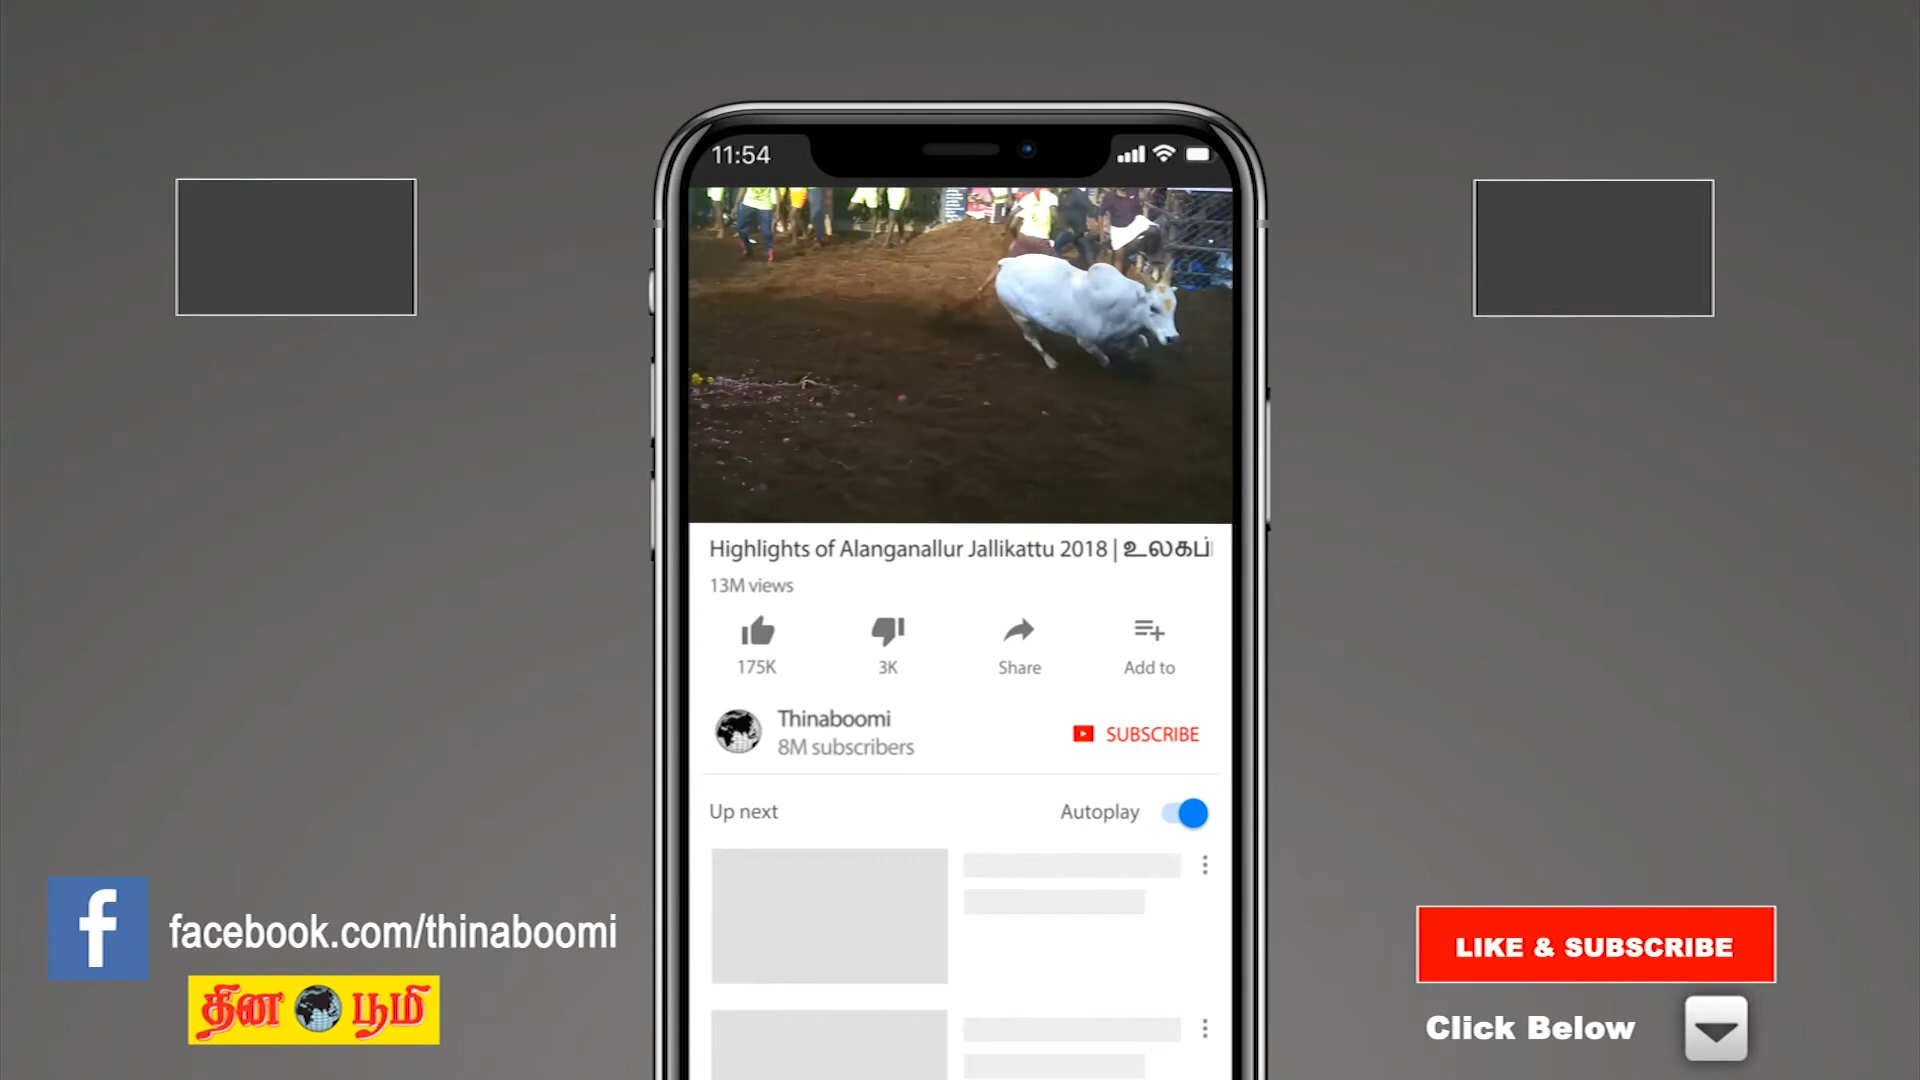 11:54
Highlights of Alanganallur Jallikattu 2018 | உலகப்
13M views
175K
3K
Share
Add to
Thinaboomi
8M subscribers
SUBSCRIBE
Up next
Autoplay
facebook.com/thinaboomi
தின பூமி
LIKE & SUBSCRIBE
Click Below